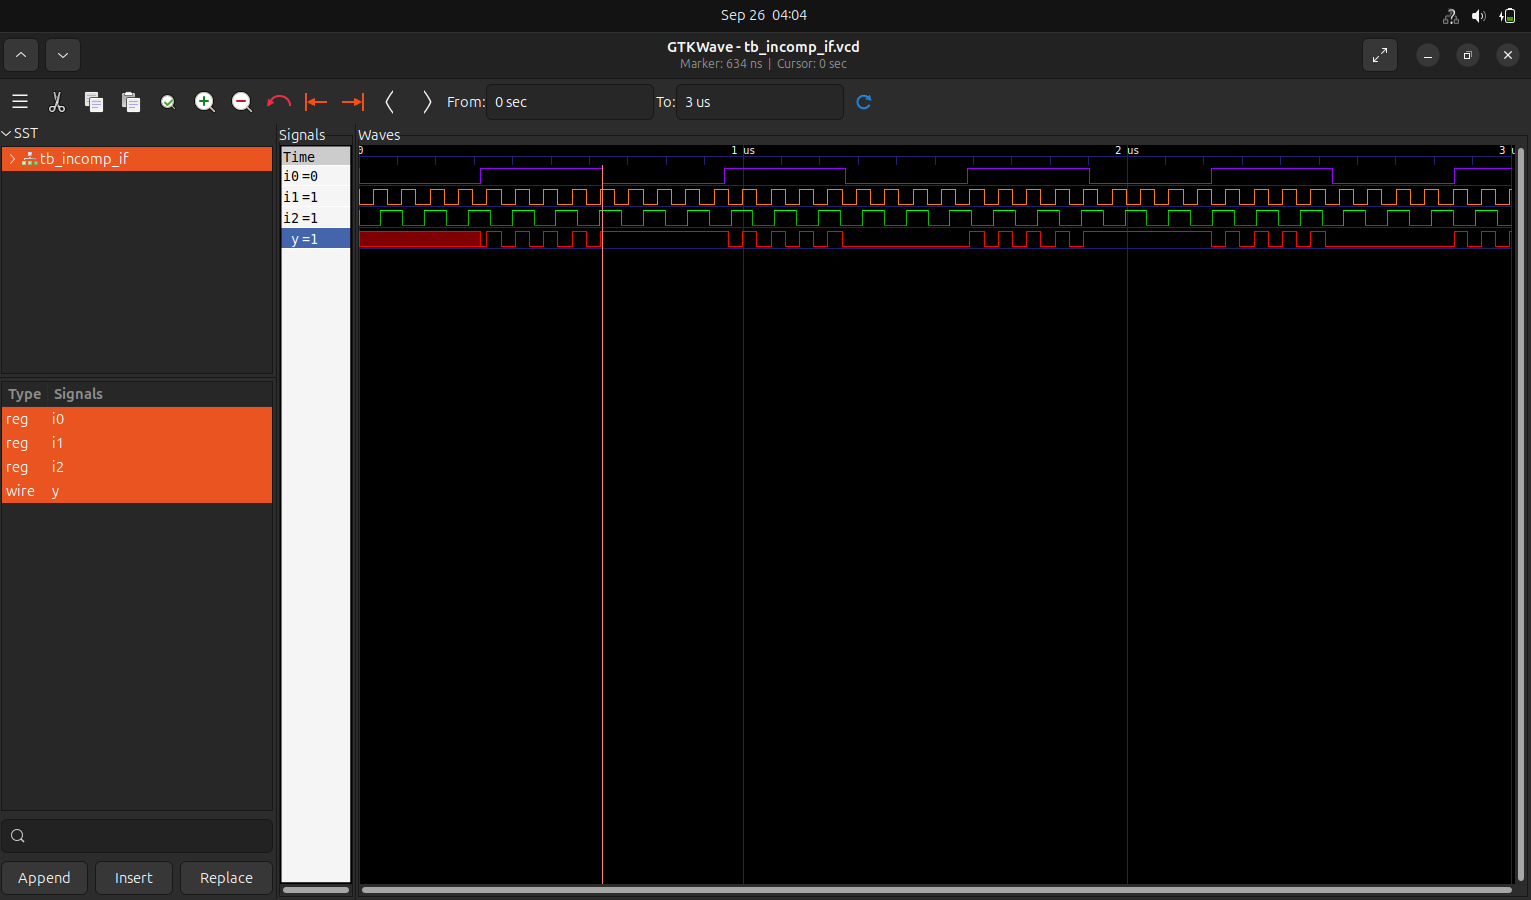 Sep 26 04:04
GTKWave - tb_incomp_if.vcd
Marker: 634 ns | Cursor: 0 sec
From: 0 sec To: 3 us
SST
tb_incomp_if
Type Signals
reg i0
reg i1
reg i2
wire y
Append Insert Replace
Signals
Time
i0=0
i1=1
i2=1
y=1
Waves
0 1 us 2 us 3 u